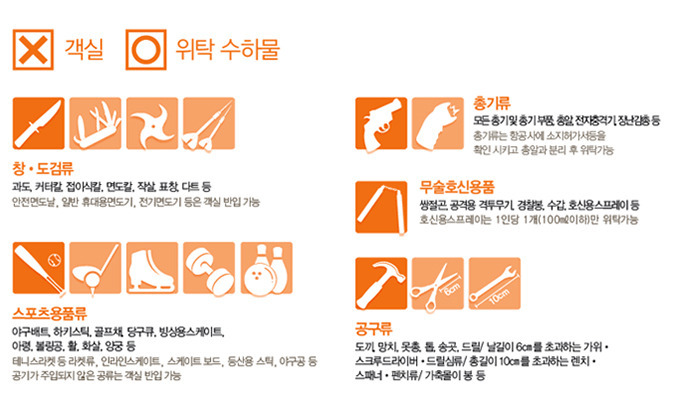 객실 위탁 수하물
창・도검류
과도, 커터칼, 접이식칼, 면도칼, 작살, 표창, 다트 등
안전면도날, 일반 휴대용면도기, 전기면도기 등은 객실 반입 가능
스포츠용품류
야구배트, 하키스틱, 골프채, 당구큐, 빙상용스케이트,
아령, 볼링공, 활, 화살, 양궁 등
테니스라켓 등 라켓류, 인라인스케이트, 스케이트 보드, 등산용 스틱, 야구공 등
공기가 주입되지 않은 공류는 객실 반입 가능
총기류
모든 총기 및 총기 부품, 총알, 전자충격기, 장난감총 등
총기류는 항공사에 소지허가서등을
확인 시키고 총알과 분리 후 위탁가능
무술호신용품
쌍절곤, 공격용 격투무기, 경찰봉, 수갑, 호신용스프레이 등
호신용스프레이는 1인당 1개(100㎖이하)만 위탁가능
6cm
10cm
공구류
도끼, 망치, 못총, 톱, 송곳, 드릴/ 날길이 6㎝를 초과하는 가위・
스크루드라이버・드릴심류/ 총길이 10㎝를 초과하는 렌치・
스패너・펜치류/ 가축몰이 봉 등